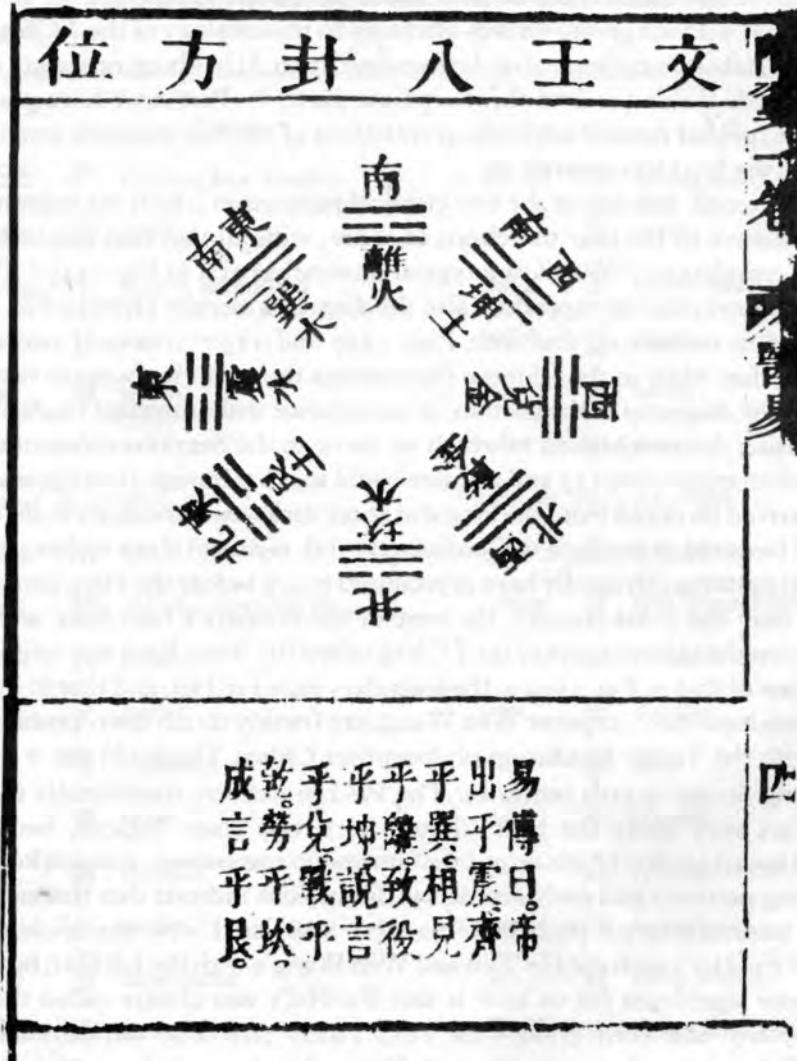 文王八卦方位
南
離火
西南
坤土
西
兌金
西北
乾金
北
坎水
東北
艮土
東
震木
東南
巽木
易傳曰帝
出乎震齊
乎巽相見
乎離致役
乎坤說言
乎兌戰乎
乾勞乎坎
成言乎艮